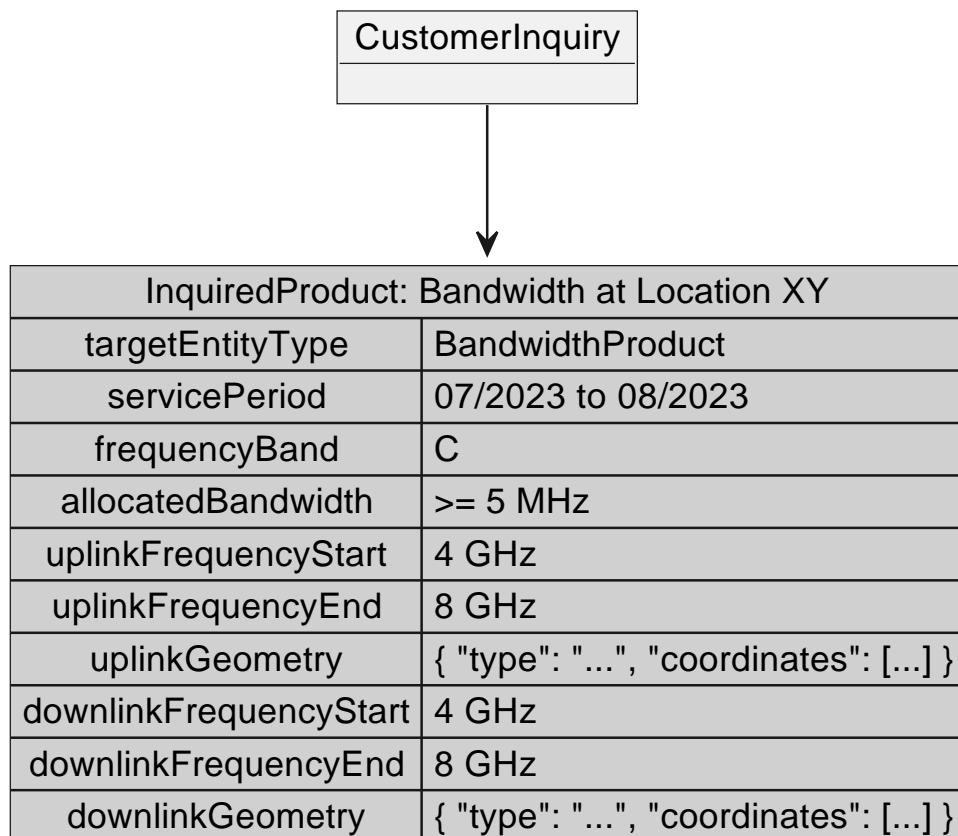 CustomerInquiry
InquiredProduct: Bandwidth at Location XY
targetEntityType BandwidthProduct
servicePeriod 07/2023 to 08/2023
frequencyBand C
allocatedBandwidth >= 5 MHz
uplinkFrequencyStart 4 GHz
uplinkFrequencyEnd 8 GHz
uplinkGeometry { "type": "...", "coordinates": [...] }
downlinkFrequencyStart 4 GHz
downlinkFrequencyEnd 8 GHz
downlinkGeometry { "type": "...", "coordinates": [...] }